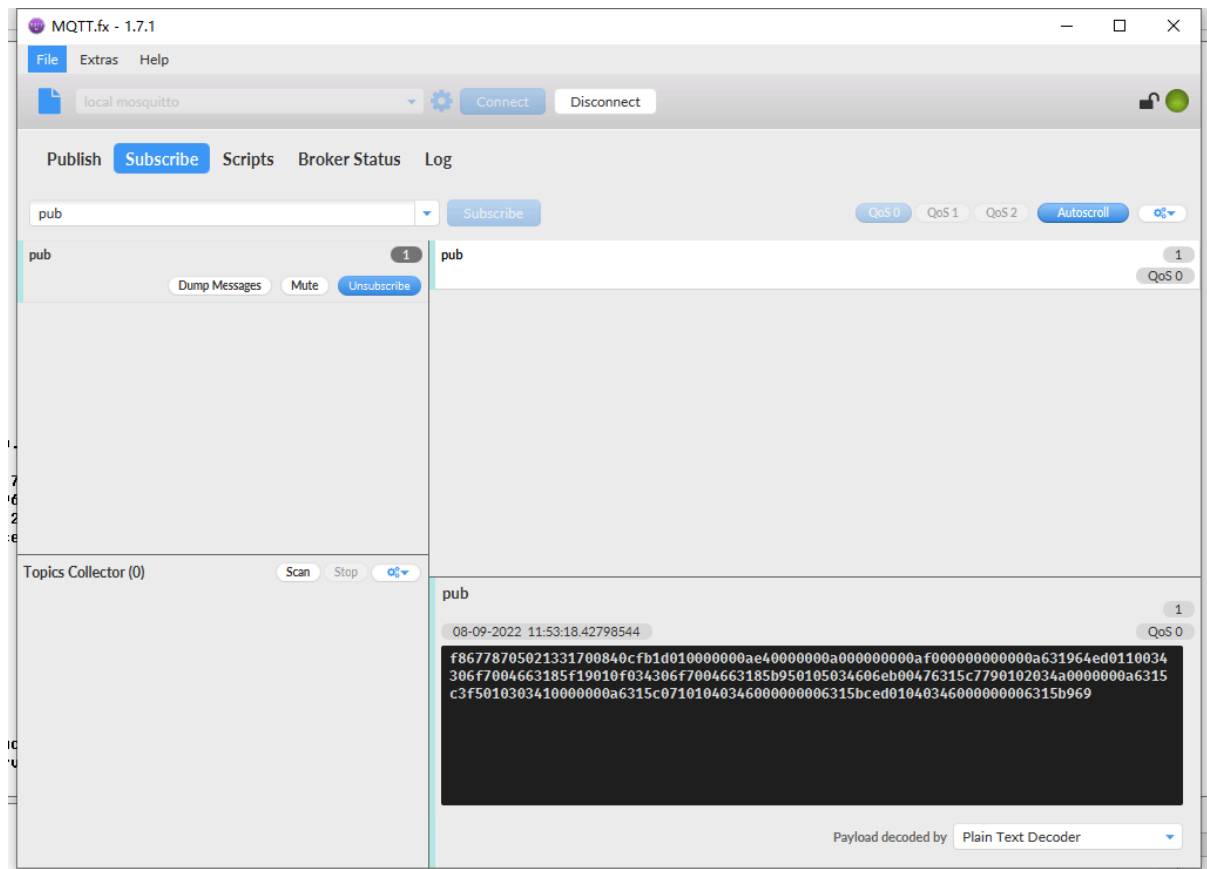 MQTT.fx - 1.7.1
File Extras Help
local mosquitto Connect Disconnect
Publish Subscribe Scripts Broker Status Log
pub Subscribe QoS 0 QoS 1 QoS 2 Autoscroll
pub 1
Dump Messages Mute Unsubscribe
pub 1
QoS 0
Topics Collector (0) Scan Stop
pub
1
08-09-2022 11:53:18.42798544 QoS 0
f86778705021331700840cfb1d010000000ae40000000a000000000af000000000000a631964ed0110034
306f7004663185f19010f034306f7004663185b950105034606eb00476315c7790102034a0000000a6315
c3f5010303410000000a6315c07101040346000000006315bced01040346000000006315b969
Payload decoded by Plain Text Decoder